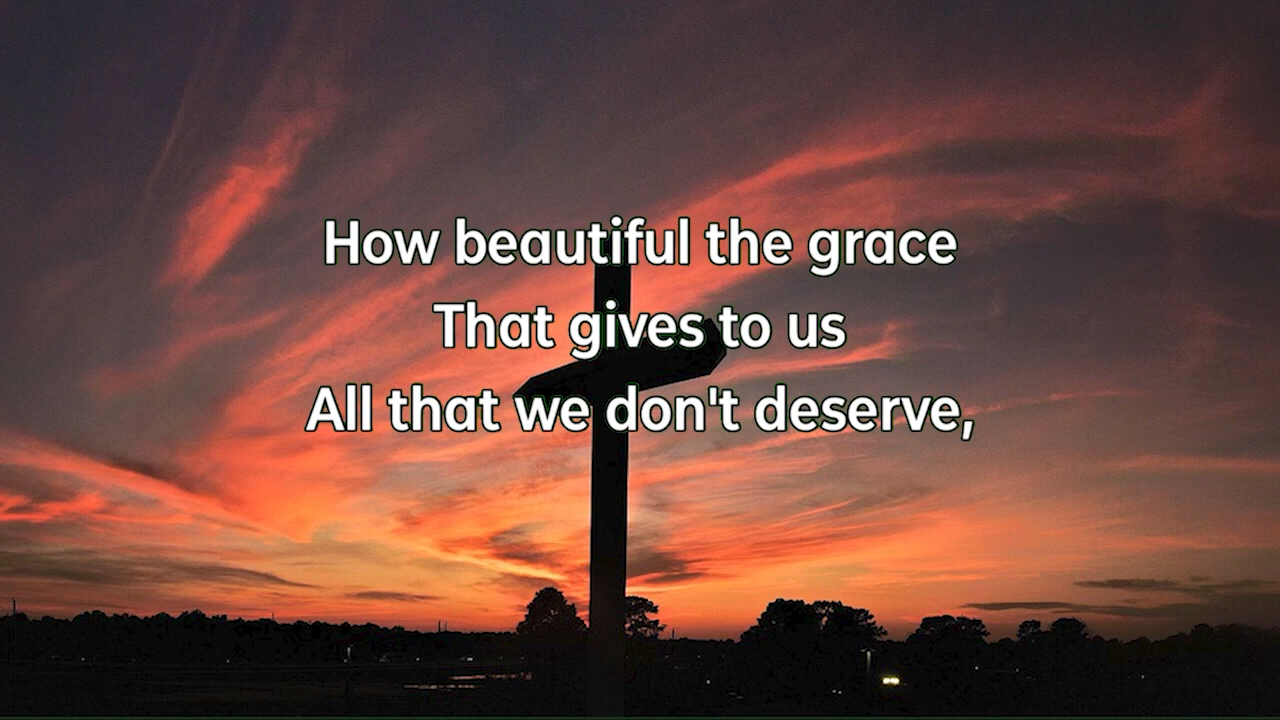 How beautiful the grace
That gives to us
All that we don't deserve,